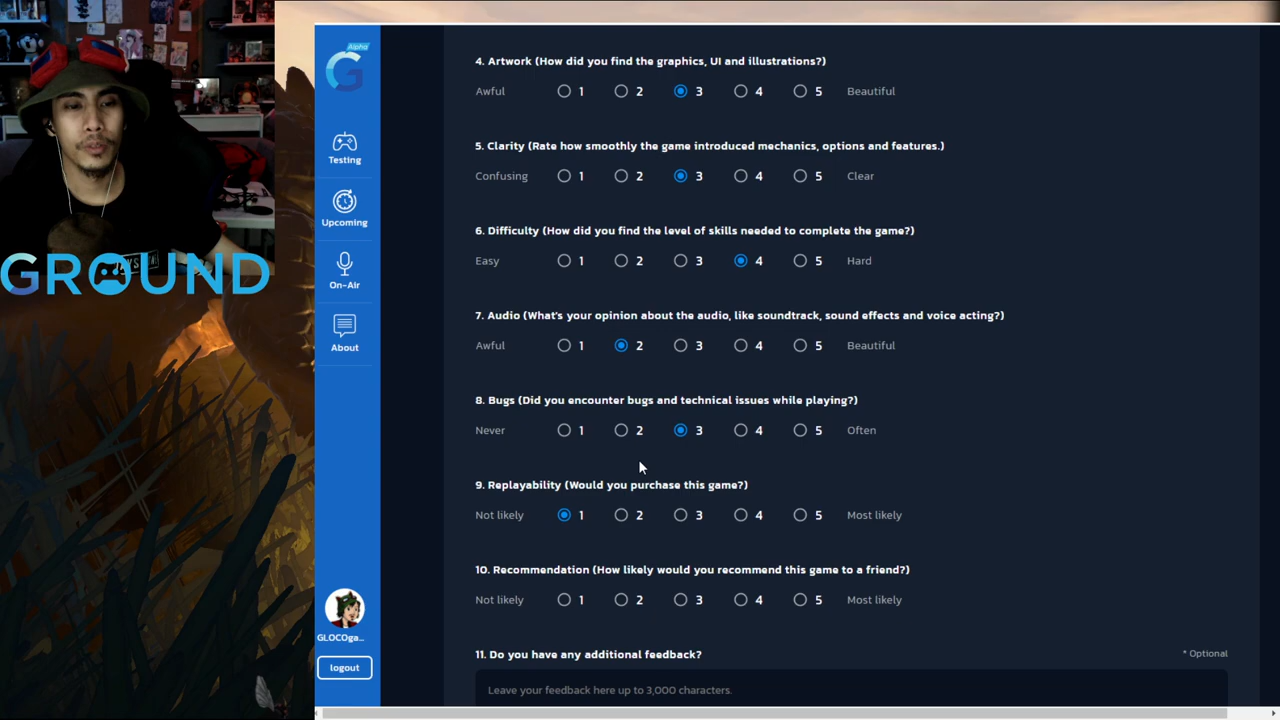 Alpha
G
Testing
Upcoming
On-Air
About
GLOCOga...
logout
GROUND
4. Artwork (How did you find the graphics, UI and illustrations?)
Awful 1 2 3 4 5 Beautiful
5. Clarity (Rate how smoothly the game introduced mechanics, options and features.)
Confusing 1 2 3 4 5 Clear
6. Difficulty (How did you find the level of skills needed to complete the game?)
Easy 1 2 3 4 5 Hard
7. Audio (What's your opinion about the audio, like soundtrack, sound effects and voice acting?)
Awful 1 2 3 4 5 Beautiful
8. Bugs (Did you encounter bugs and technical issues while playing?)
Never 1 2 3 4 5 Often
9. Replayability (Would you purchase this game?)
Not likely 1 2 3 4 5 Most likely
10. Recommendation (How likely would you recommend this game to a friend?)
Not likely 1 2 3 4 5 Most likely
11. Do you have any additional feedback? * Optional
Leave your feedback here up to 3,000 characters.